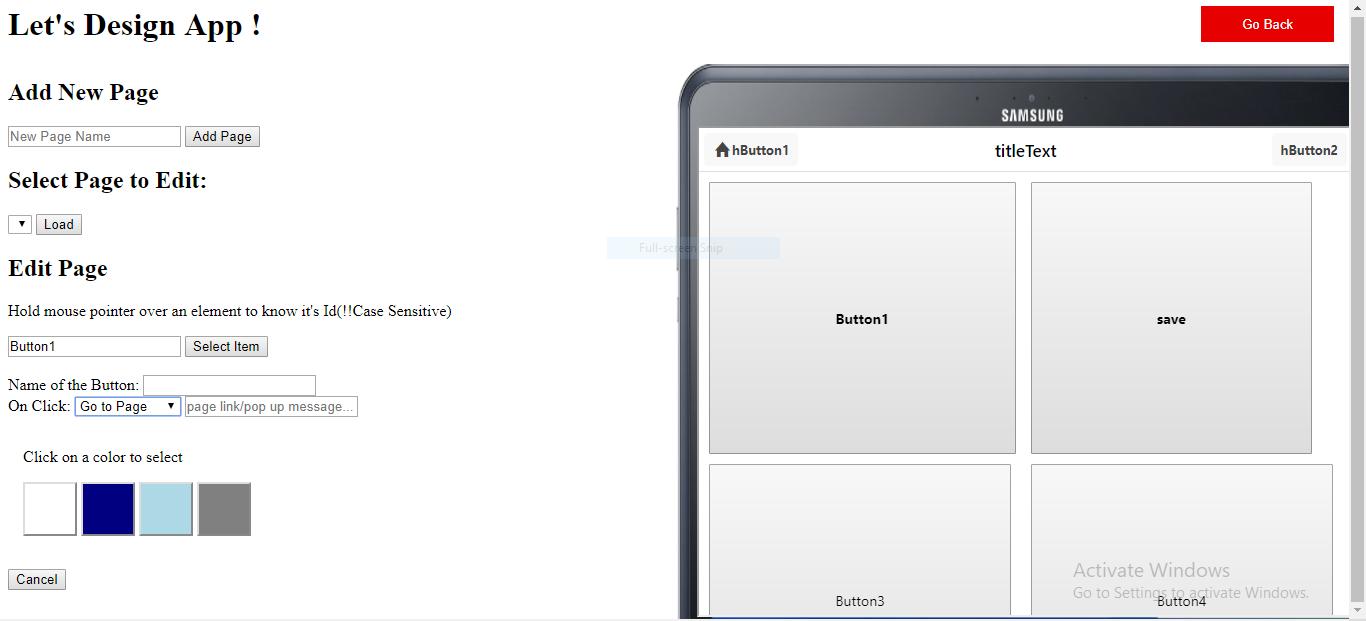 Let's Design App !
Go Back
Add New Page
New Page Name Add Page
Select Page to Edit:
Load
Edit Page
Hold mouse pointer over an element to know it's Id(!!Case Sensitive)
Button1 Select Item
Name of the Button:
On Click: Go to Page page link/pop up message...
Click on a color to select
Cancel
SAMSUNG
hButton1 titleText hButton2
Full-screen Snip
Button1 save
Button3 Button4
Activate Windows
Go to Settings to activate Windows.